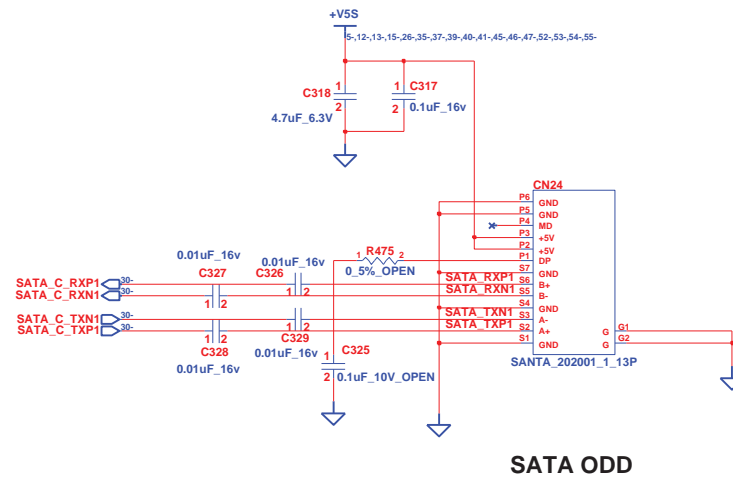 +V5S
5-,12-,13-,15-,26-,35-,37-,39-,40-,41-,45-,46-,47-,52-,53-,54-,55-
C318
1
2
4.7uF_6.3V
C317
1
2
0.1uF_16v
CN24
P6 GND
P5 GND
P4 MD
P3 +5V
P2 +5V
P1 DP
S7 GND
S6 B+
S5 B-
S4 GND
S3 A-
S2 A+
S1 GND
G G1
G G2
SANTA_202001_1_13P
R475
1 2
0_5%_OPEN
0.01uF_16v
C327
1 2
0.01uF_16v
C326
1 2
SATA_C_RXP1 30-
SATA_C_RXN1 30-
SATA_C_TXN1 30-
SATA_C_TXP1 30-
SATA_RXP1
SATA_RXN1
SATA_TXN1
SATA_TXP1
1 2
C328
0.01uF_16v
1 2
C329
0.01uF_16v
C325
1
2
0.1uF_10V_OPEN
SATA ODD